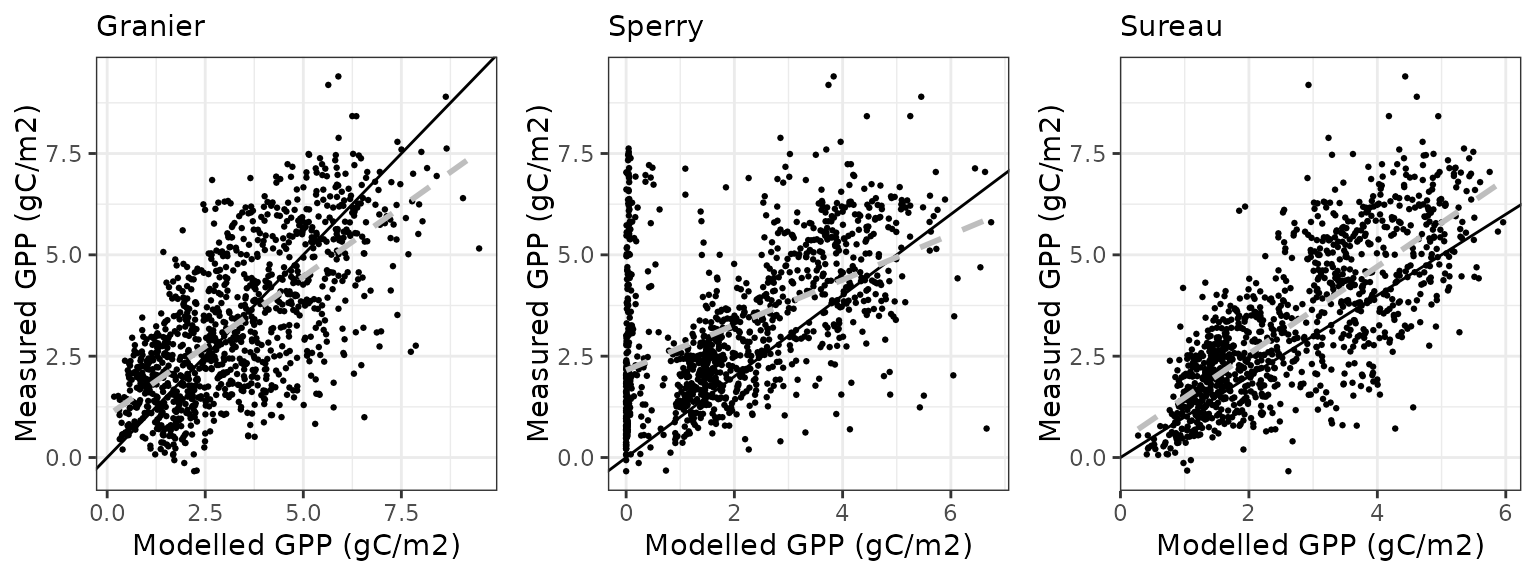 Granier
Measured GPP (gC/m2)
7.5
5.0
2.5
0.0
0.0 2.5 5.0 7.5
Modelled GPP (gC/m2)
Sperry
Measured GPP (gC/m2)
7.5
5.0
2.5
0.0
0 2 4 6
Modelled GPP (gC/m2)
Sureau
Measured GPP (gC/m2)
7.5
5.0
2.5
0.0
0 2 4 6
Modelled GPP (gC/m2)